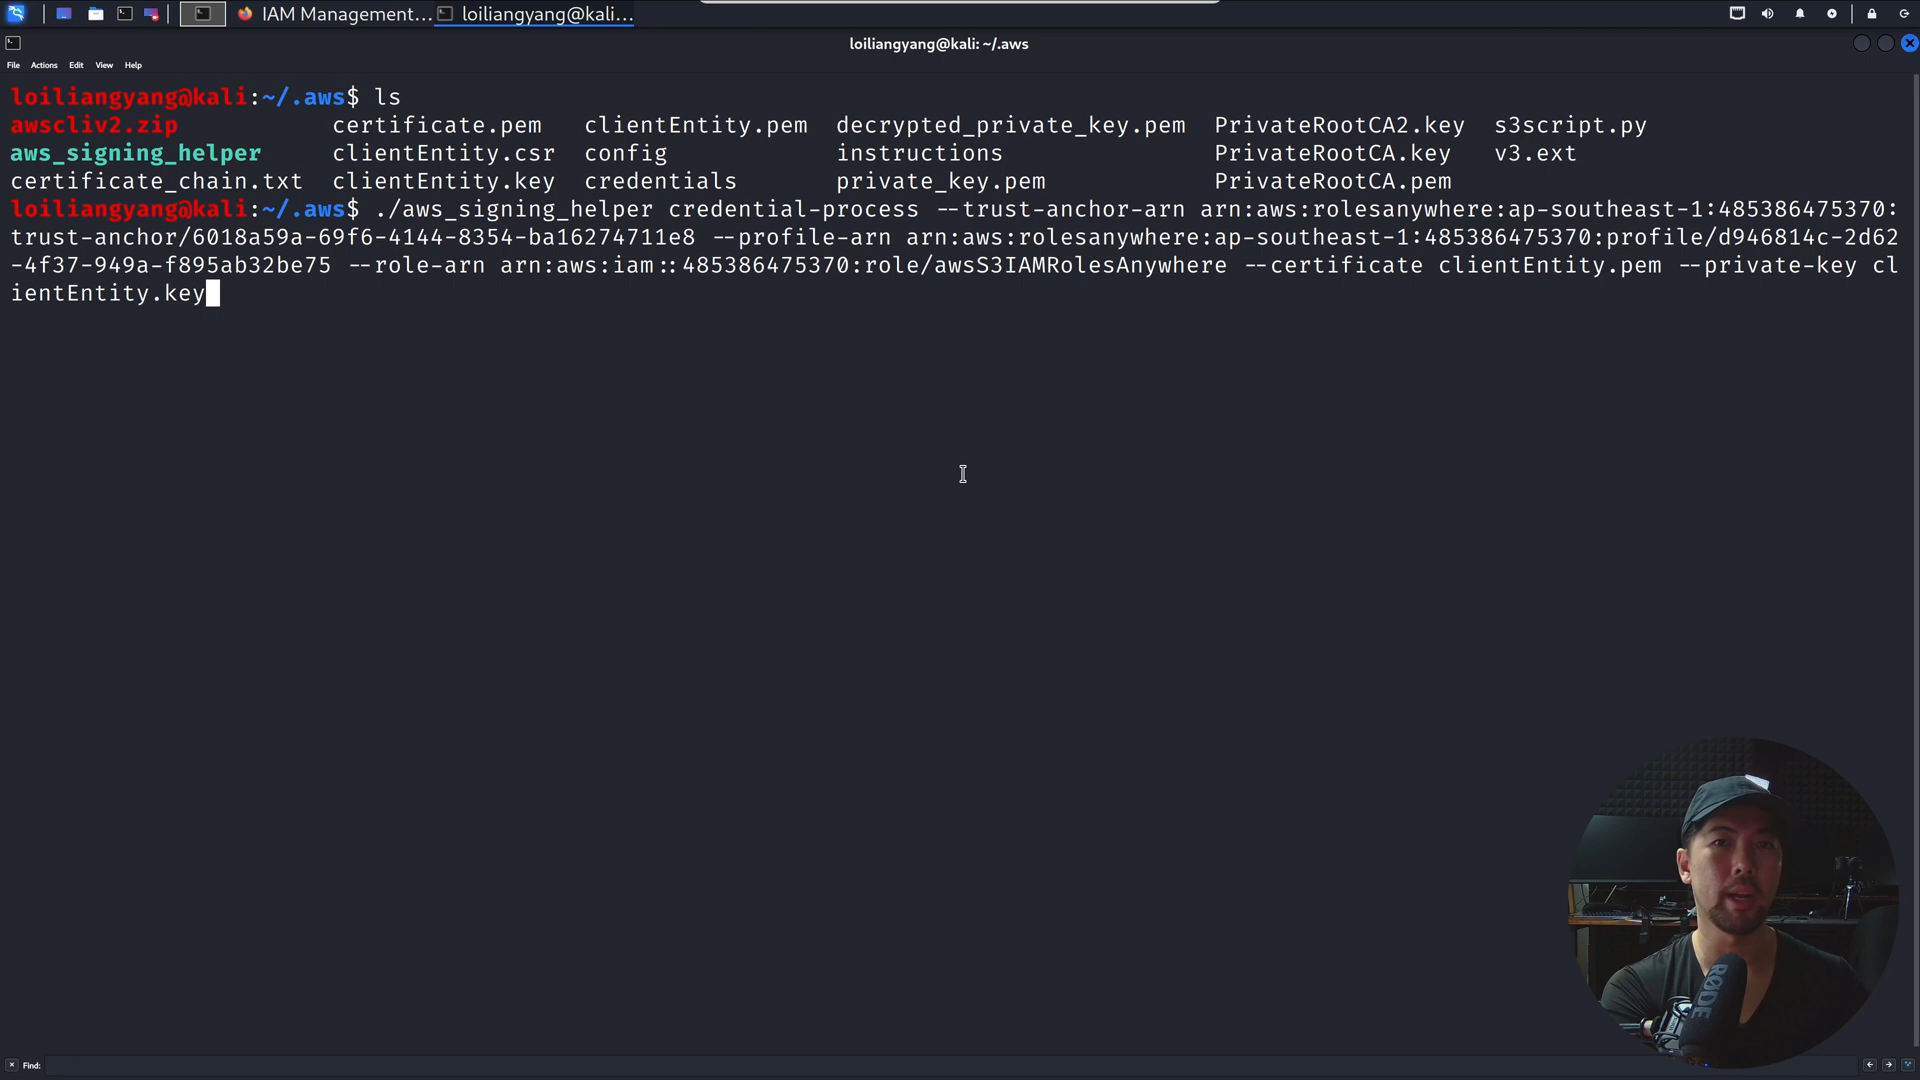 IAM Management... loiliangyang@kali...
loiliangyang@kali: ~/.aws
File Actions Edit View Help
loiliangyang@kali:~/.aws$ ls
awscliv2.zip certificate.pem clientEntity.pem decrypted_private_key.pem PrivateRootCA2.key s3script.py
aws_signing_helper clientEntity.csr config instructions PrivateRootCA.key v3.ext
certificate_chain.txt clientEntity.key credentials private_key.pem PrivateRootCA.pem
loiliangyang@kali:~/.aws$ ./aws_signing_helper credential-process --trust-anchor-arn arn:aws:rolesanywhere:ap-southeast-1:485386475370:
trust-anchor/6018a59a-69f6-4144-8354-ba16274711e8 --profile-arn arn:aws:rolesanywhere:ap-southeast-1:485386475370:profile/d946814c-2d62
-4f37-949a-f895ab32be75 --role-arn arn:aws:iam::485386475370:role/awsS3IAMRolesAnywhere --certificate clientEntity.pem --private-key cl
ientEntity.key
RØDE
Find: